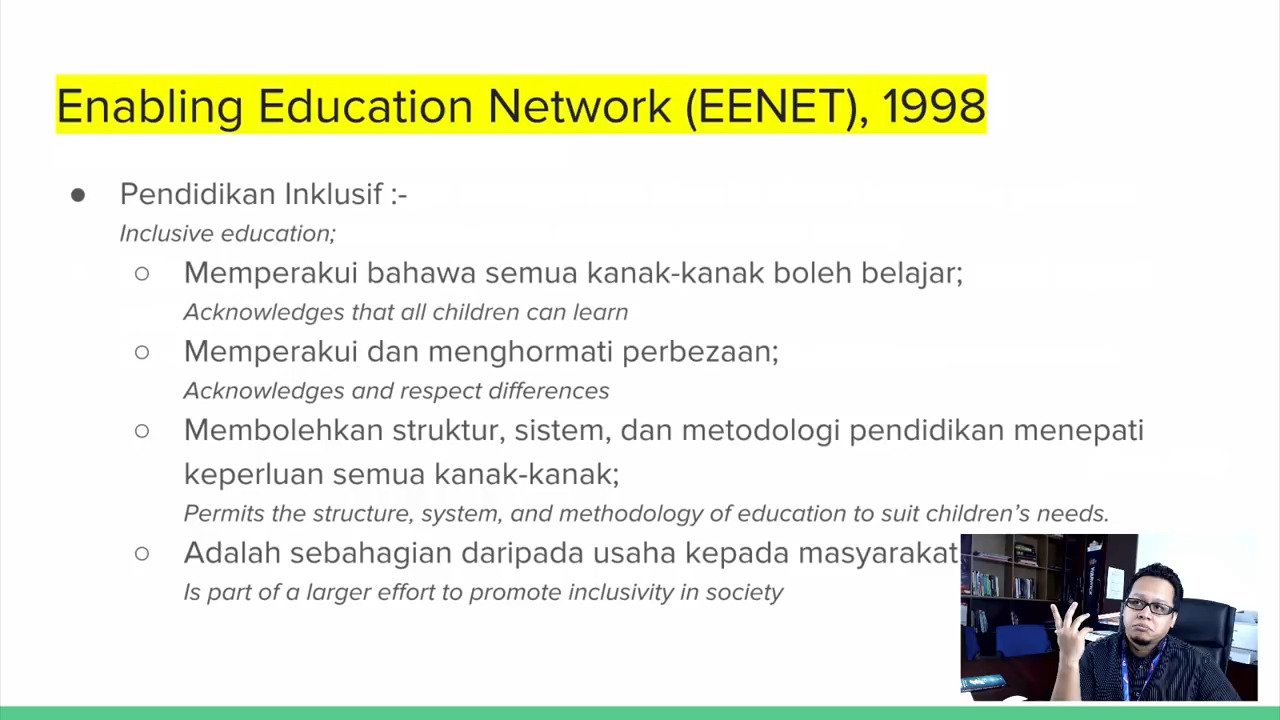 Enabling Education Network (EENET), 1998
● Pendidikan Inklusif :-
Inclusive education;
○ Memperakui bahawa semua kanak-kanak boleh belajar;
Acknowledges that all children can learn
○ Memperakui dan menghormati perbezaan;
Acknowledges and respect differences
○ Membolehkan struktur, sistem, dan metodologi pendidikan menepati
keperluan semua kanak-kanak;
Permits the structure, system, and methodology of education to suit children's needs.
○ Adalah sebahagian daripada usaha kepada masyarakat
Is part of a larger effort to promote inclusivity in society